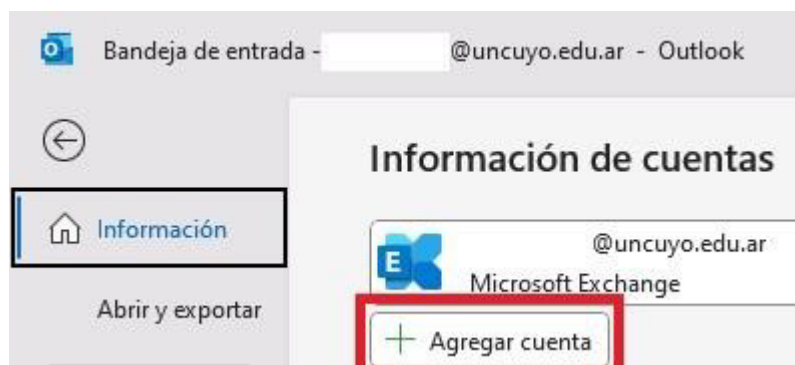 Bandeja de entrada - @uncuyo.edu.ar - Outlook
Información de cuentas
Información
@uncuyo.edu.ar
Microsoft Exchange
Abrir y exportar
Agregar cuenta